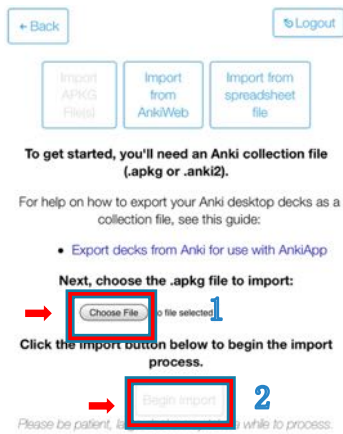 ← Back
Logout
Import
APKG
File(s)
Import
from
AnkiWeb
Import from
spreadsheet
file
To get started, you'll need an Anki collection file
(.apkg or .anki2).
For help on how to export your Anki desktop decks as a
collection file, see this guide:
• Export decks from Anki for use with AnkiApp
Next, choose the .apkg file to import:
Choose File file selected 1
Click the Import button below to begin the import
process.
Begin Import 2
Please be patient, while to process.